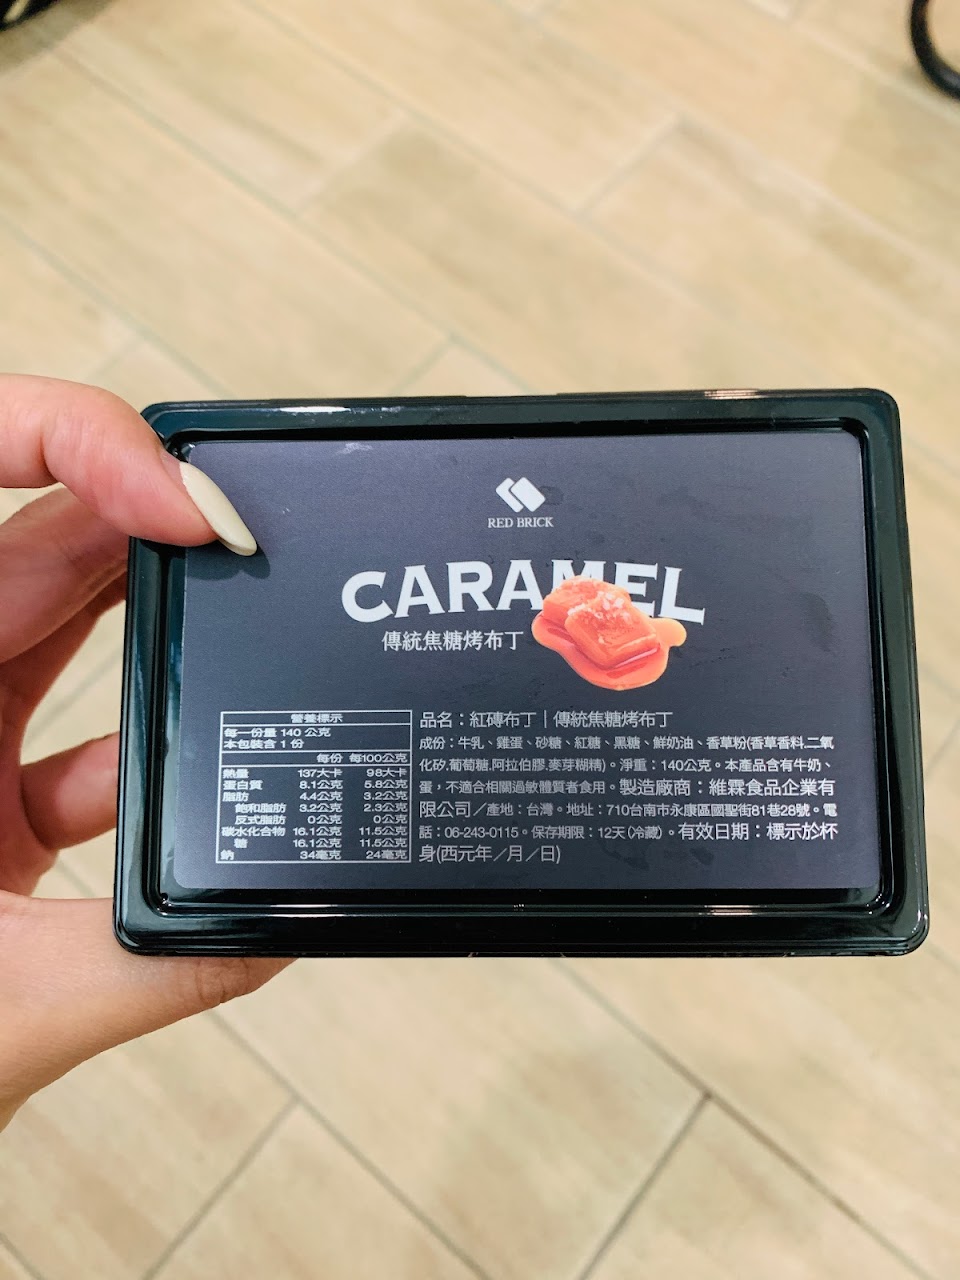 RED BRICK
CARAMEL
傳統焦糖烤布丁
營養標示
每一份量 140 公克
本包裝含 1 份
每份 每100公克
熱量 137大卡 98大卡
蛋白質 8.1公克 5.8公克
脂肪 4.4公克 3.2公克
飽和脂肪 3.2公克 2.3公克
反式脂肪 0公克 0公克
碳水化合物 16.1公克 11.5公克
糖 16.1公克 11.5公克
鈉 34毫克 24毫克
品名：紅磚布丁｜傳統焦糖烤布丁
成份：牛乳、雞蛋、砂糖、紅糖、黑糖、鮮奶油、香草粉(香草香料.二氧
化矽.葡萄糖.阿拉伯膠.麥芽糊精)。淨重：140公克。本產品含有牛奶、
蛋，不適合相關過敏體質者食用。製造廠商：維霖食品企業有
限公司／產地：台灣。地址：710台南市永康區國聖街81巷28號。電
話：06-243-0115。保存期限：12天(冷藏)。有效日期：標示於杯
身(西元年／月／日)